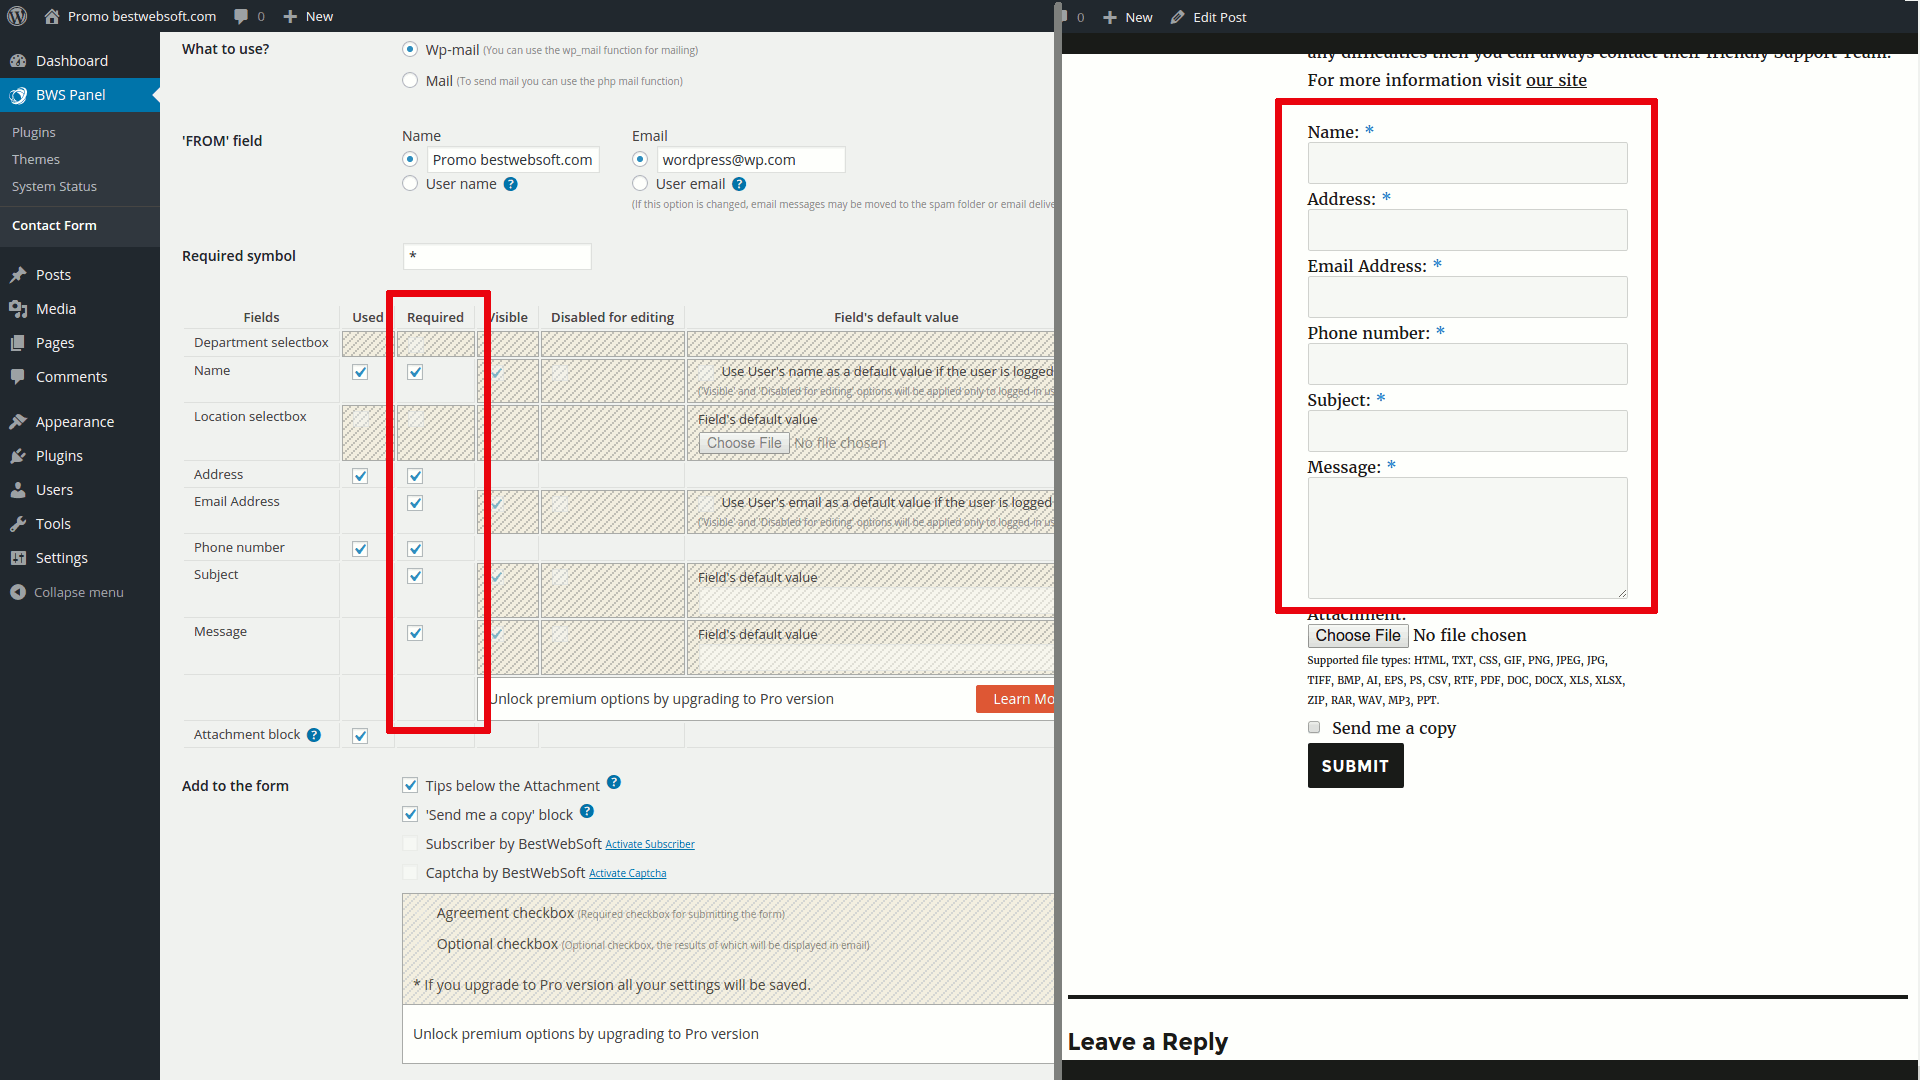 Promo bestwebsoft.com 0 New
Dashboard
BWS Panel
Plugins
Themes
System Status
Contact Form
Posts
Media
Pages
Comments
Appearance
Plugins
Users
Tools
Settings
Collapse menu
What to use?
Wp-mail (You can use the wp_mail function for mailing)
Mail (To send mail you can use the php mail function)
'FROM' field
Name Email
Promo bestwebsoft.com wordpress@wp.com
User name ? User email ?
(If this option is changed, email messages may be moved to the spam folder or email delive
Required symbol *
Fields Used Required isible Disabled for editing Field's default value
Department selectbox
Name Use User's name as a default value if the user is logged
('Visible' and 'Disabled for editing' options will be applied only to logged-in us
Location selectbox Field's default value
Choose File No file chosen
Address
Email Address Use User's email as a default value if the user is logged
('Visible' and 'Disabled for editing' options will be applied only to logged-in us
Phone number
Subject Field's default value
Message Field's default value
Unlock premium options by upgrading to Pro version Learn Mo
Attachment block ?
Add to the form
Tips below the Attachment ?
'Send me a copy' block ?
Subscriber by BestWebSoft Activate Subscriber
Captcha by BestWebSoft Activate Captcha
Agreement checkbox (Required checkbox for submitting the form)
Optional checkbox (Optional checkbox, the results of which will be displayed in email)
* If you upgrade to Pro version all your settings will be saved.
Unlock premium options by upgrading to Pro version
0 New Edit Post
any difficulties then you can always contact their friendly Support Team.
For more information visit our site
Name: *
Address: *
Email Address: *
Phone number: *
Subject: *
Message: *
Attachment:
Choose File No file chosen
Supported file types: HTML, TXT, CSS, GIF, PNG, JPEG, JPG,
TIFF, BMP, AI, EPS, PS, CSV, RTF, PDF, DOC, DOCX, XLS, XLSX,
ZIP, RAR, WAV, MP3, PPT.
Send me a copy
SUBMIT
Leave a Reply